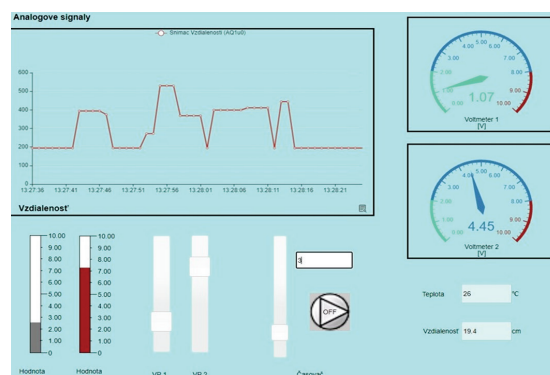 Analogove signaly
Snimac Vzdialenosti (AQ1u0)
600
500
400
300
200
100
0
13.27.36 13.27.41 13.27.46 13.27.51 13.27.56 13.28.01 13.28.06 13.28.11 13.28.16 13.28.21
Vzdialenosť
0.00 1.00 2.00 3.00 4.00 5.00 6.00 7.00 8.00 9.00 10.00
1.07
Voltmeter 1
[V]
0.00 1.00 2.00 3.00 4.00 5.00 6.00 7.00 8.00 9.00 10.00
4.45
Voltmeter 2
[V]
10.00 10.00
9.00 9.00
8.00 8.00
7.00 7.00
6.00 6.00
5.00 5.00
4.00 4.00
3.00 3.00
2.00 2.00
1.00 1.00
0 0
3
OFF
Teplota 26 °C
Vzdialenosť 19.4 cm
Hodnota Hodnota VP 1 VP 2 Časovač